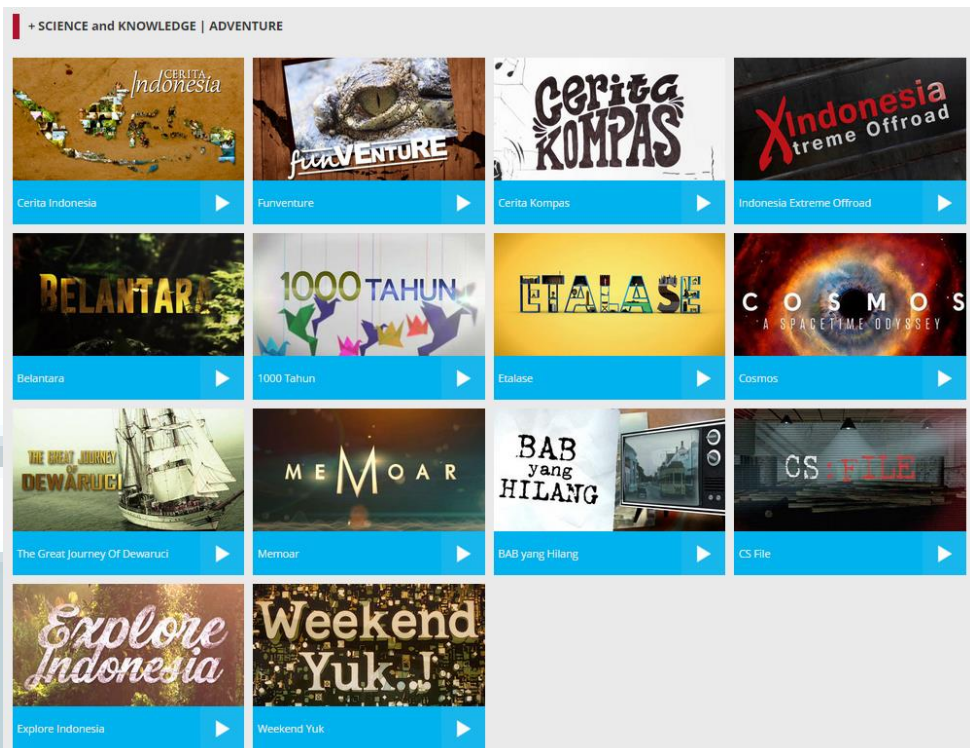 + SCIENCE and KNOWLEDGE | ADVENTURE
CERITA
Indonesia
Cerita Indonesia
funVENTURE
Funventure
Cerita
KOMPAS
Cerita Kompas
XIndonesia
Xtreme Offroad
Indonesia Extreme Offroad
BELANTARA
Belantara
1000 TAHUN
1000 Tahun
ETALASE
Etalase
COSMOS
A SPACETIME ODYSSEY
Cosmos
THE GREAT JOURNEY
OF
DEWARUCI
The Great Journey Of Dewaruci
MEMOAR
Memoar
BAB
yang
HILANG
BAB yang Hilang
CS:FILE
CS File
Explore
Indonesia
Explore Indonesia
Weekend
Yuk..!
Weekend Yuk